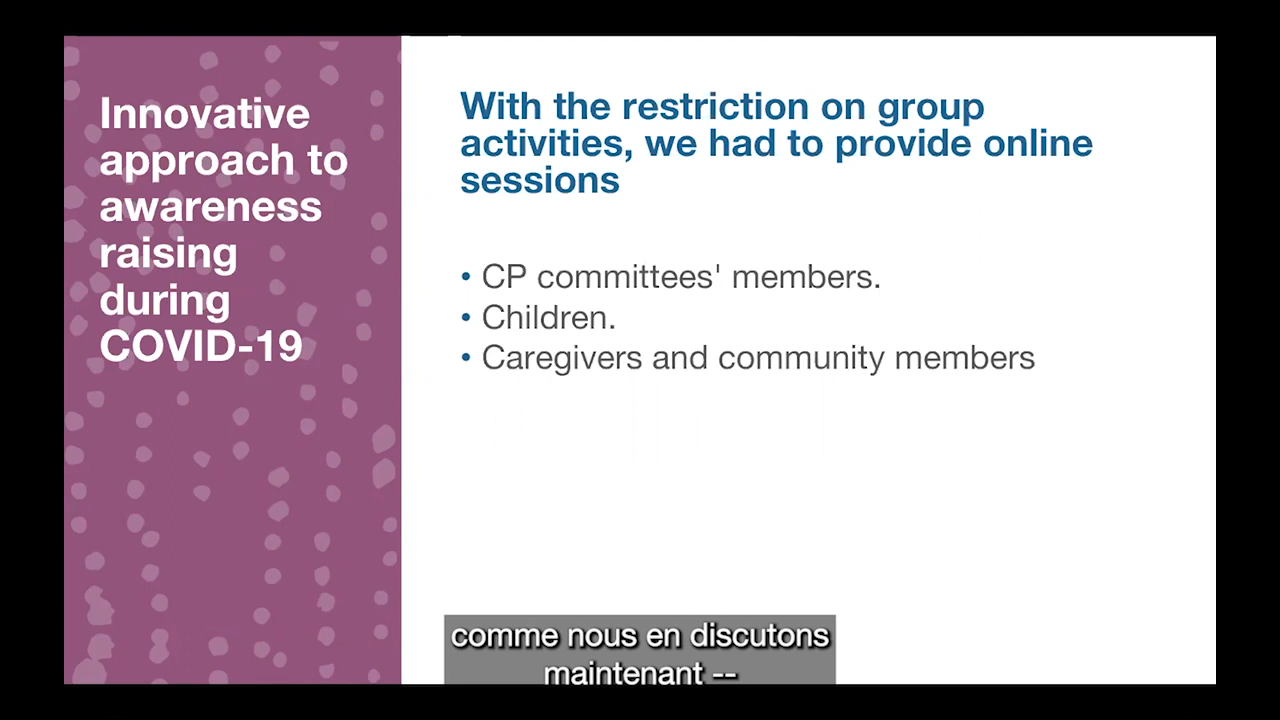 Innovative
approach to
awareness
raising
during
COVID-19
With the restriction on group
activities, we had to provide online
sessions
• CP committees' members.
• Children.
• Caregivers and community members
comme nous en discutons
maintenant --